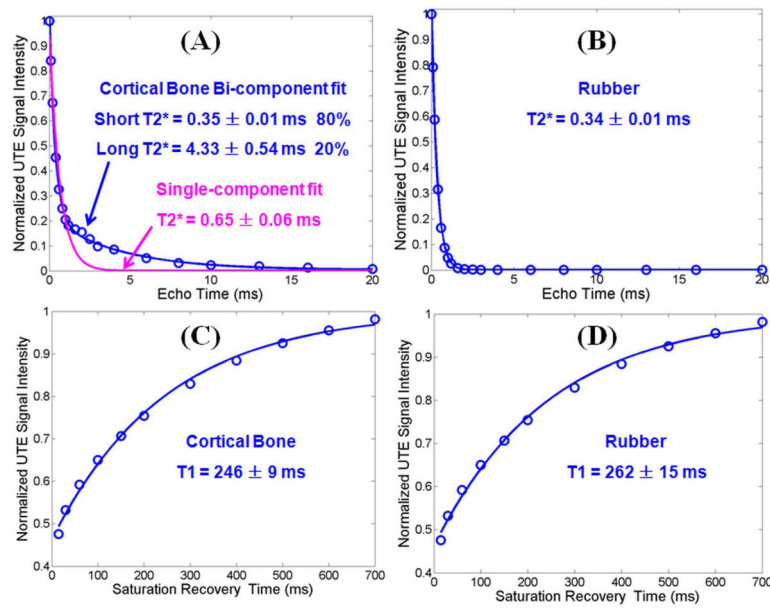 (A)
Cortical Bone Bi-component fit
Short T2* = 0.35 ± 0.01 ms 80%
Long T2* = 4.33 ± 0.54 ms 20%
Single-component fit
T2* = 0.65 ± 0.06 ms
Normalized UTE Signal Intensity
1
0.9
0.8
0.7
0.6
0.5
0.4
0.3
0.2
0.1
0
0 5 10 15 20
Echo Time (ms)
(B)
Rubber
T2* = 0.34 ± 0.01 ms
Normalized UTE Signal Intensity
1
0.9
0.8
0.7
0.6
0.5
0.4
0.3
0.2
0.1
0
0 5 10 15 20
Echo Time (ms)
(C)
Cortical Bone
T1 = 246 ± 9 ms
Normalized UTE Signal Intensity
1
0.9
0.8
0.7
0.6
0.5
0.4
0 100 200 300 400 500 600 700
Saturation Recovery Time (ms)
(D)
Rubber
T1 = 262 ± 15 ms
Normalized UTE Signal Intensity
1
0.9
0.8
0.7
0.6
0.5
0.4
0 100 200 300 400 500 600 700
Saturation Recovery Time (ms)